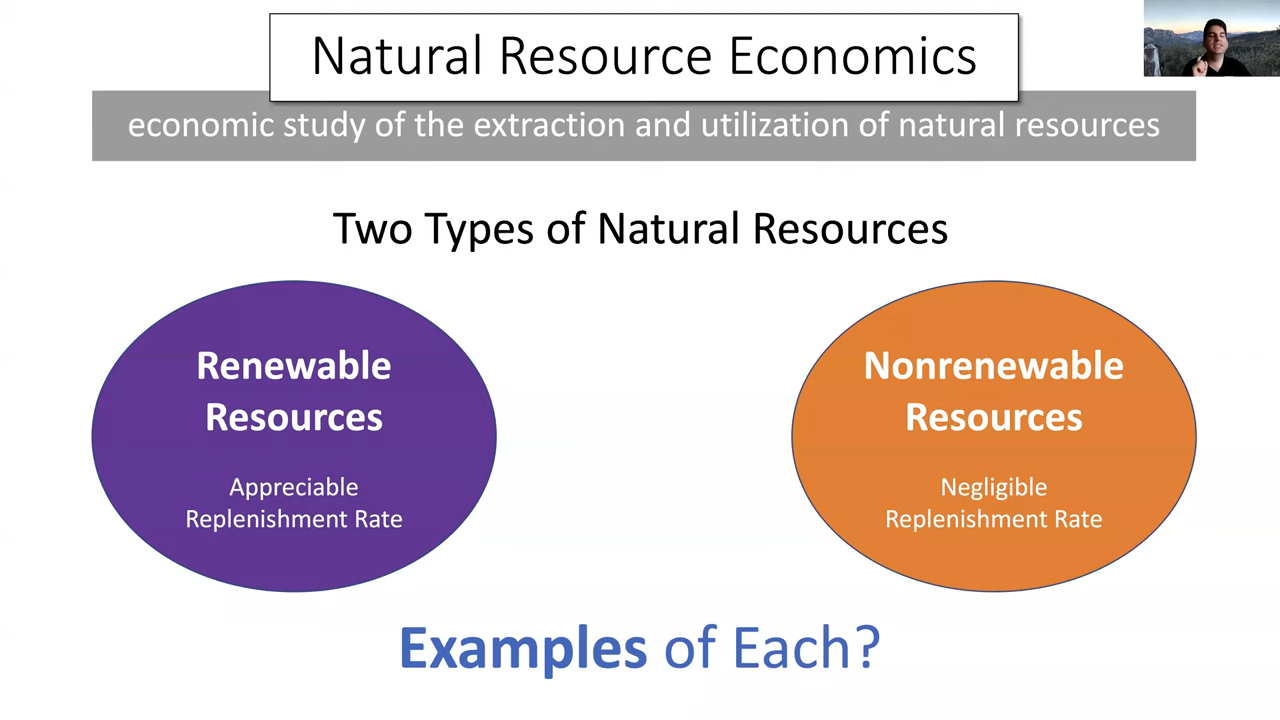 Natural Resource Economics
economic study of the extraction and utilization of natural resources
Two Types of Natural Resources
Renewable
Resources
Appreciable
Replenishment Rate
Nonrenewable
Resources
Negligible
Replenishment Rate
Examples of Each?